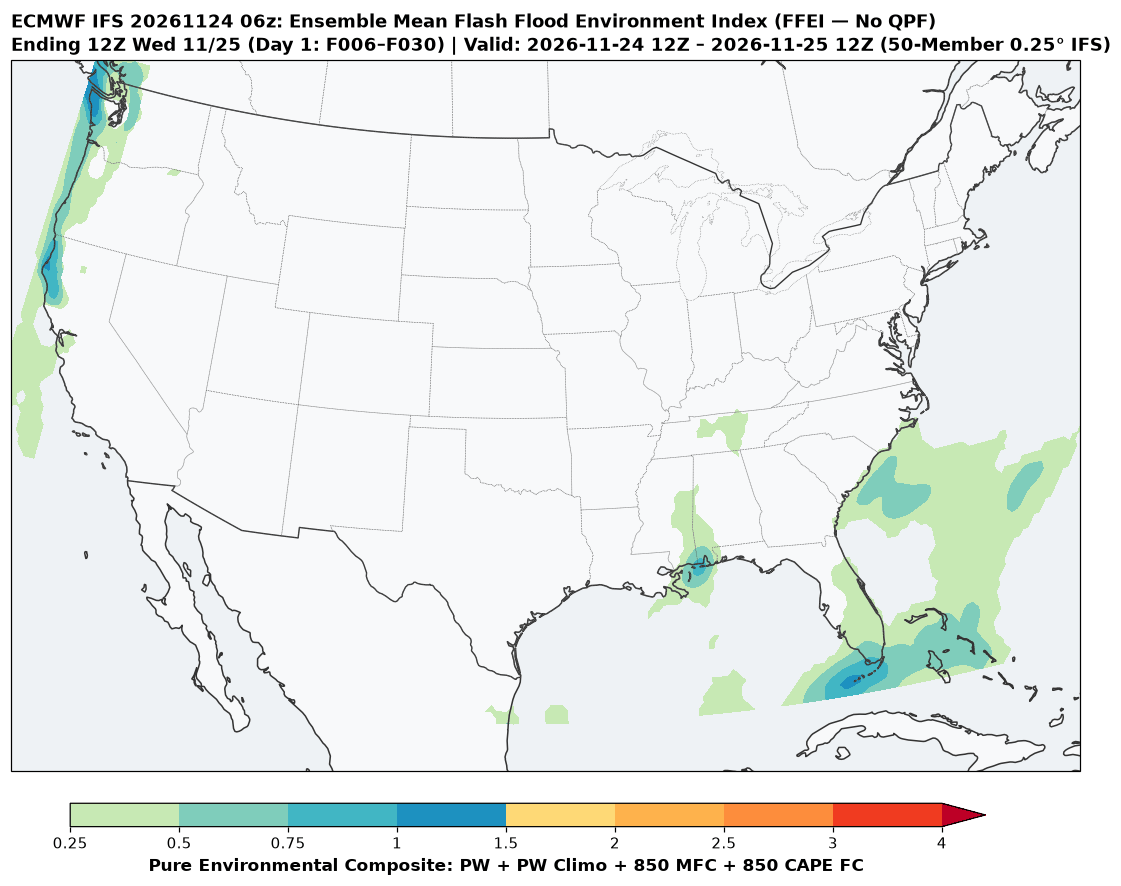 ECMWF IFS 20261124 06z: Ensemble Mean Flash Flood Environment Index (FFEI — No QPF)
Ending 12Z Wed 11/25 (Day 1: F006–F030) | Valid: 2026-11-24 12Z – 2026-11-25 12Z (50-Member 0.25° IFS)
0.25 0.5 0.75 1 1.5 2 2.5 3 4
Pure Environmental Composite: PW + PW Climo + 850 MFC + 850 CAPE FC